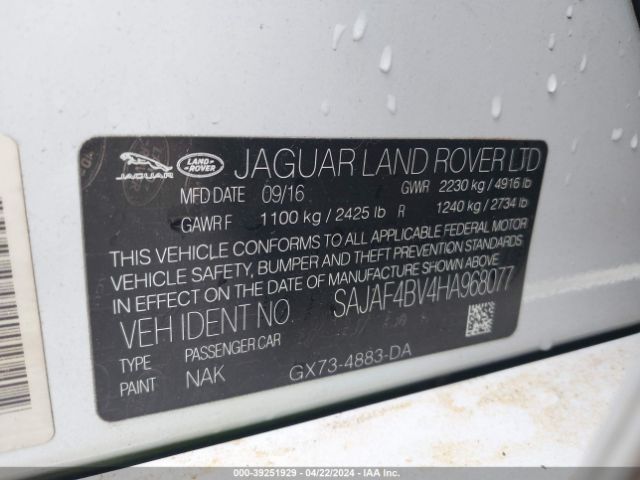 JAGUAR LAND-ROVER JAGUAR LAND ROVER LTD
MFD DATE 09/16 GWR 2230 kg / 4916 lb
GAWR F 1100 kg / 2425 lb R 1240 kg / 2734 lb
THIS VEHICLE CONFORMS TO ALL APPLICABLE FEDERAL MOTOR
VEHICLE SAFETY, BUMPER AND THEFT PREVENTION STANDARDS
IN EFFECT ON THE DATE OF MANUFACTURE SHOWN ABOVE.
VEH IDENT NO. SAJAF4BV4HA968077
TYPE PASSENGER CAR
PAINT NAK GX73-4883-DA
000-39251929 - 04/22/2024 - IAA Inc.